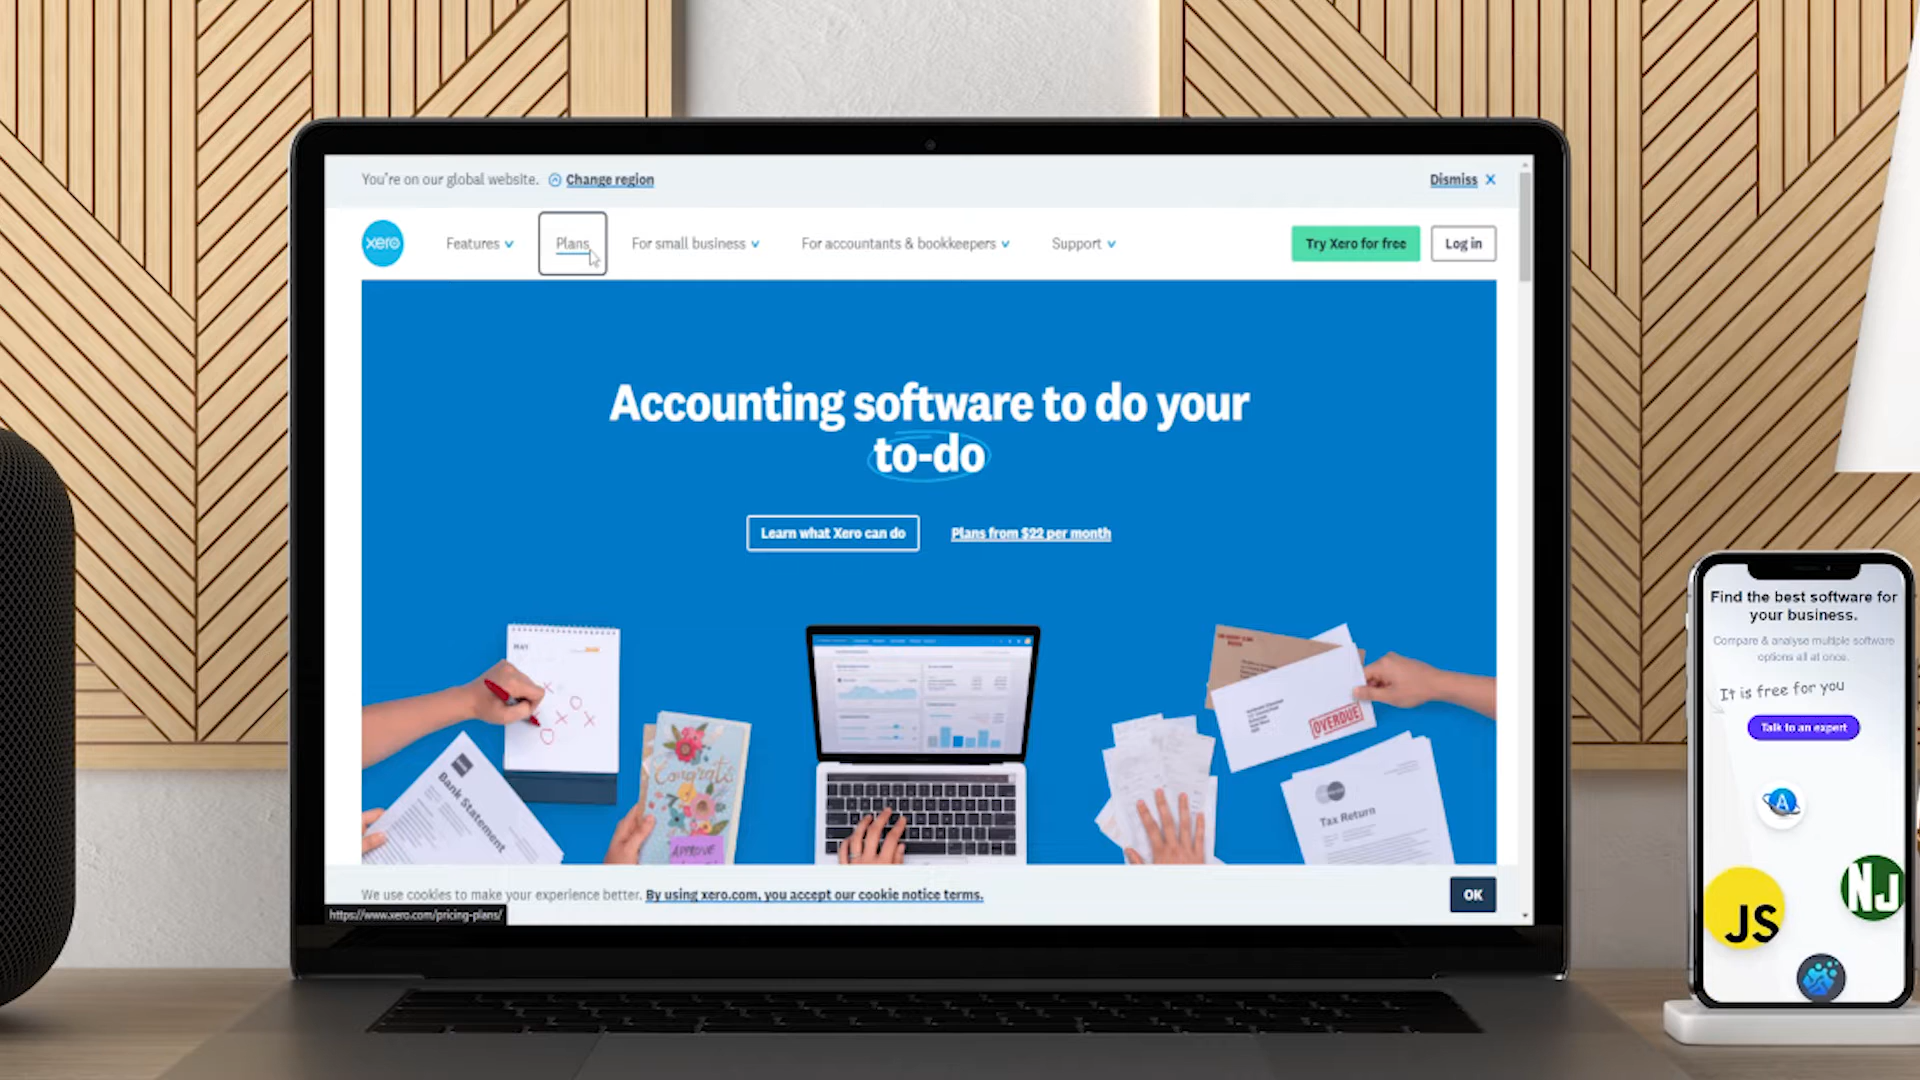 You're on our global website. Change region
Dismiss X
xero
Features
Plans
For small business
For accountants & bookkeepers
Support
Try Xero for free
Log in
Accounting software to do your
to-do
Learn what Xero can do
Plans from $22 per month
MAY
Bank Statement
Congrats
APPROVE
OVERDUE
Tax Return
We use cookies to make your experience better. By using xero.com, you accept our cookie notice terms.
OK
https://www.xero.com/pricing-plans/
Find the best software for
your business.
Compare & analyse multiple software
options all at once.
It is free for you
Talk to an expert
A
JS
NJ